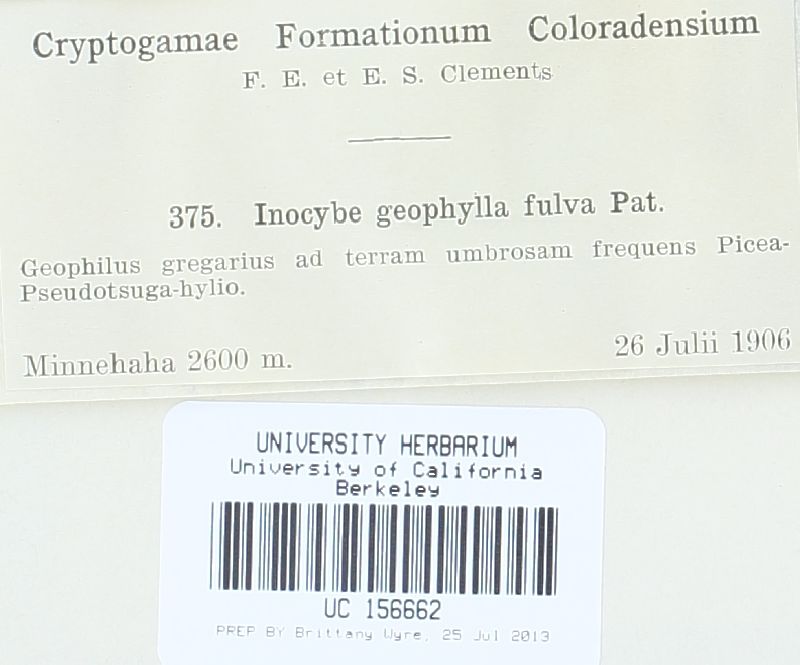 Cryptogamae Formationum Coloradensium
F. E. et E. S. Clements
375. Inocybe geophylla fulva Pat.
Geophilus gregarius ad terram umbrosam frequens Picea-
Pseudotsuga-hylio.
Minnehaha 2600 m. 26 Julii 1906
UNIVERSITY HERBARIUM
University of California
Berkeley
UC 156662
PREP BY Brittany Wyre, 25 Jul 2013